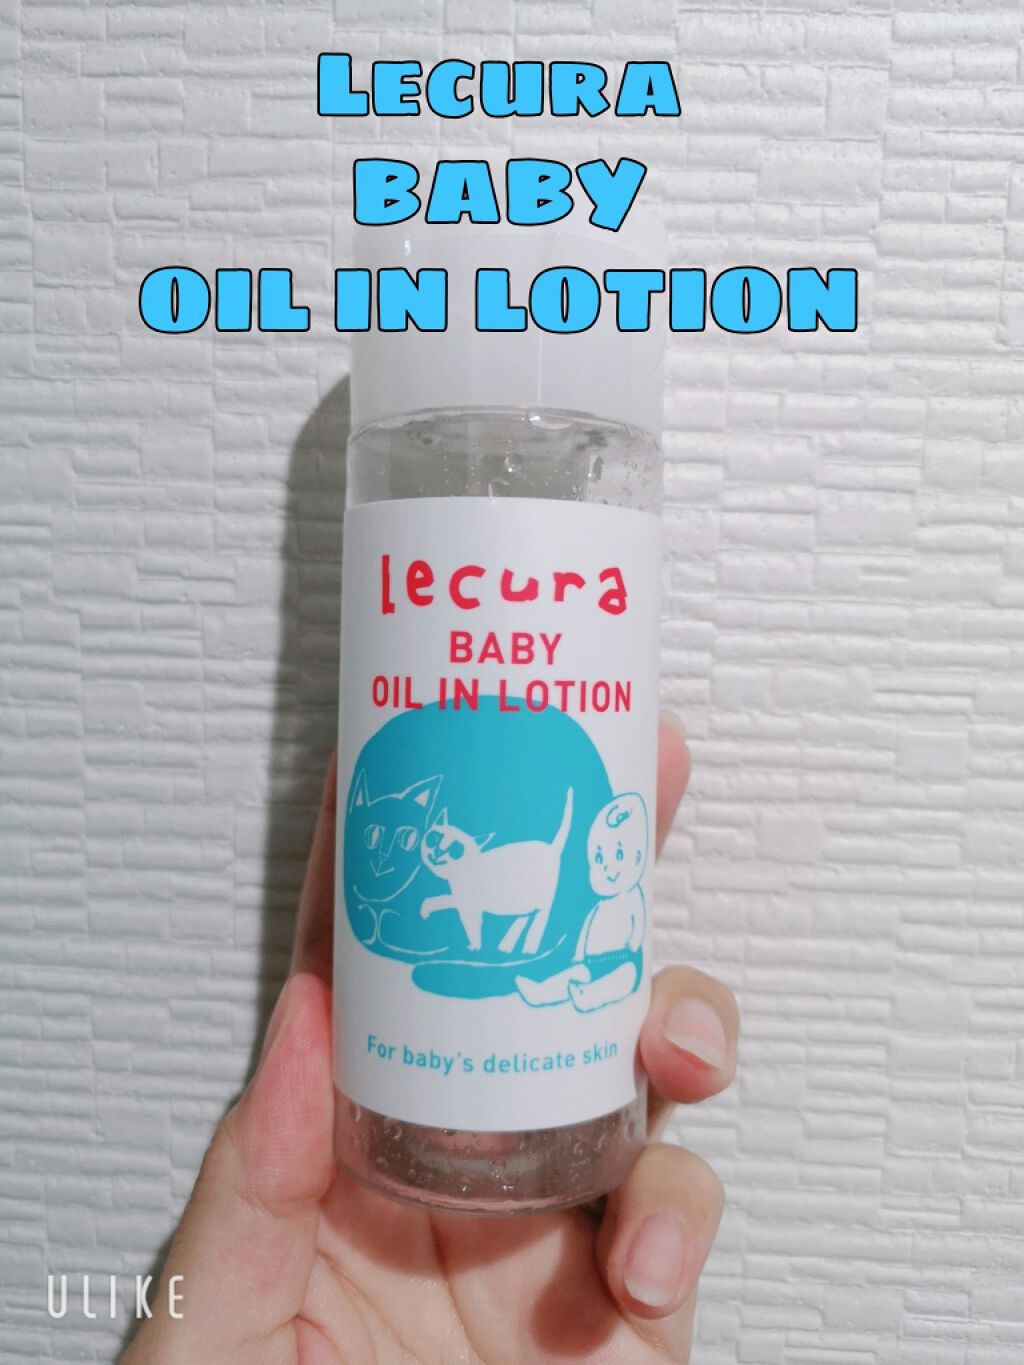 LECURA
BABY
OIL IN LOTION
lecura
BABY
OIL IN LOTION
For baby's delicate skin
ULIKE